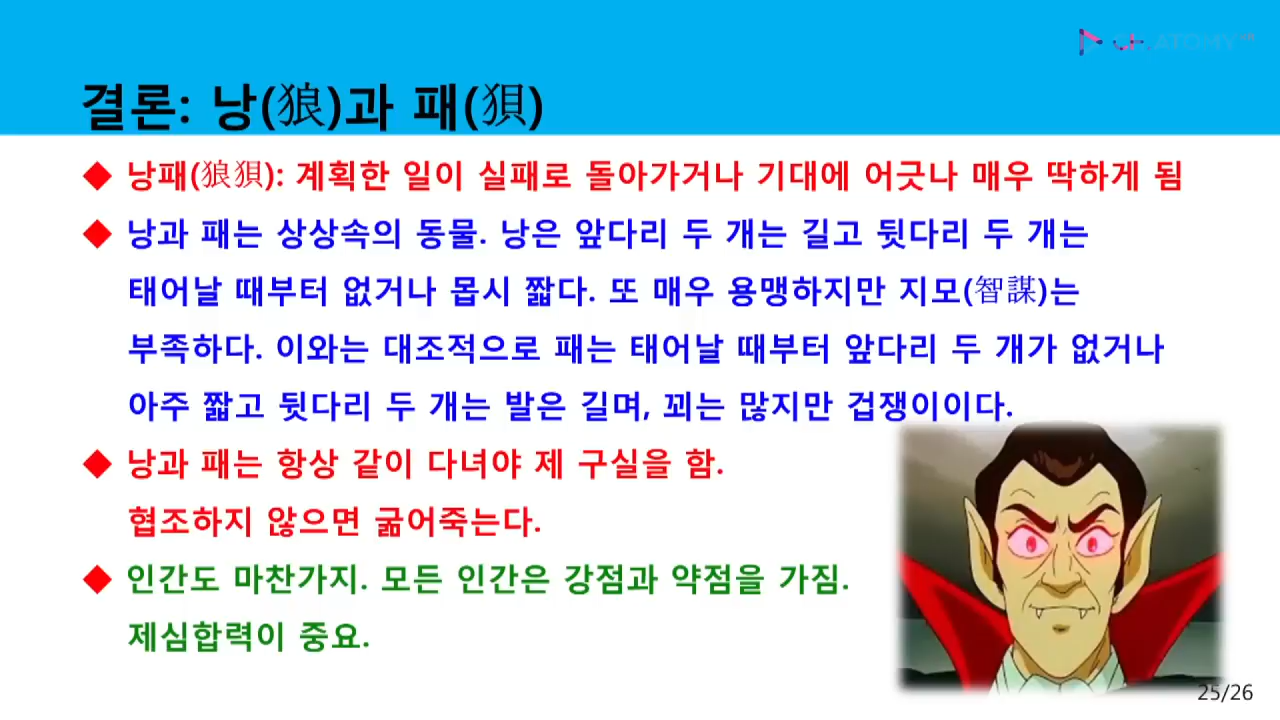 결론: 낭(狼)과 패(狽)
◆ 낭패(狼狽): 계획한 일이 실패로 돌아가거나 기대에 어긋나 매우 딱하게 됨
◆ 낭과 패는 상상속의 동물. 낭은 앞다리 두 개는 길고 뒷다리 두 개는
태어날 때부터 없거나 몹시 짧다. 또 매우 용맹하지만 지모(智謀)는
부족하다. 이와는 대조적으로 패는 태어날 때부터 앞다리 두 개가 없거나
아주 짧고 뒷다리 두 개는 발은 길며, 꾀는 많지만 겁쟁이이다.
◆ 낭과 패는 항상 같이 다녀야 제 구실을 함.
협조하지 않으면 굶어죽는다.
◆ 인간도 마찬가지. 모든 인간은 강점과 약점을 가짐.
제심합력이 중요.
25/26